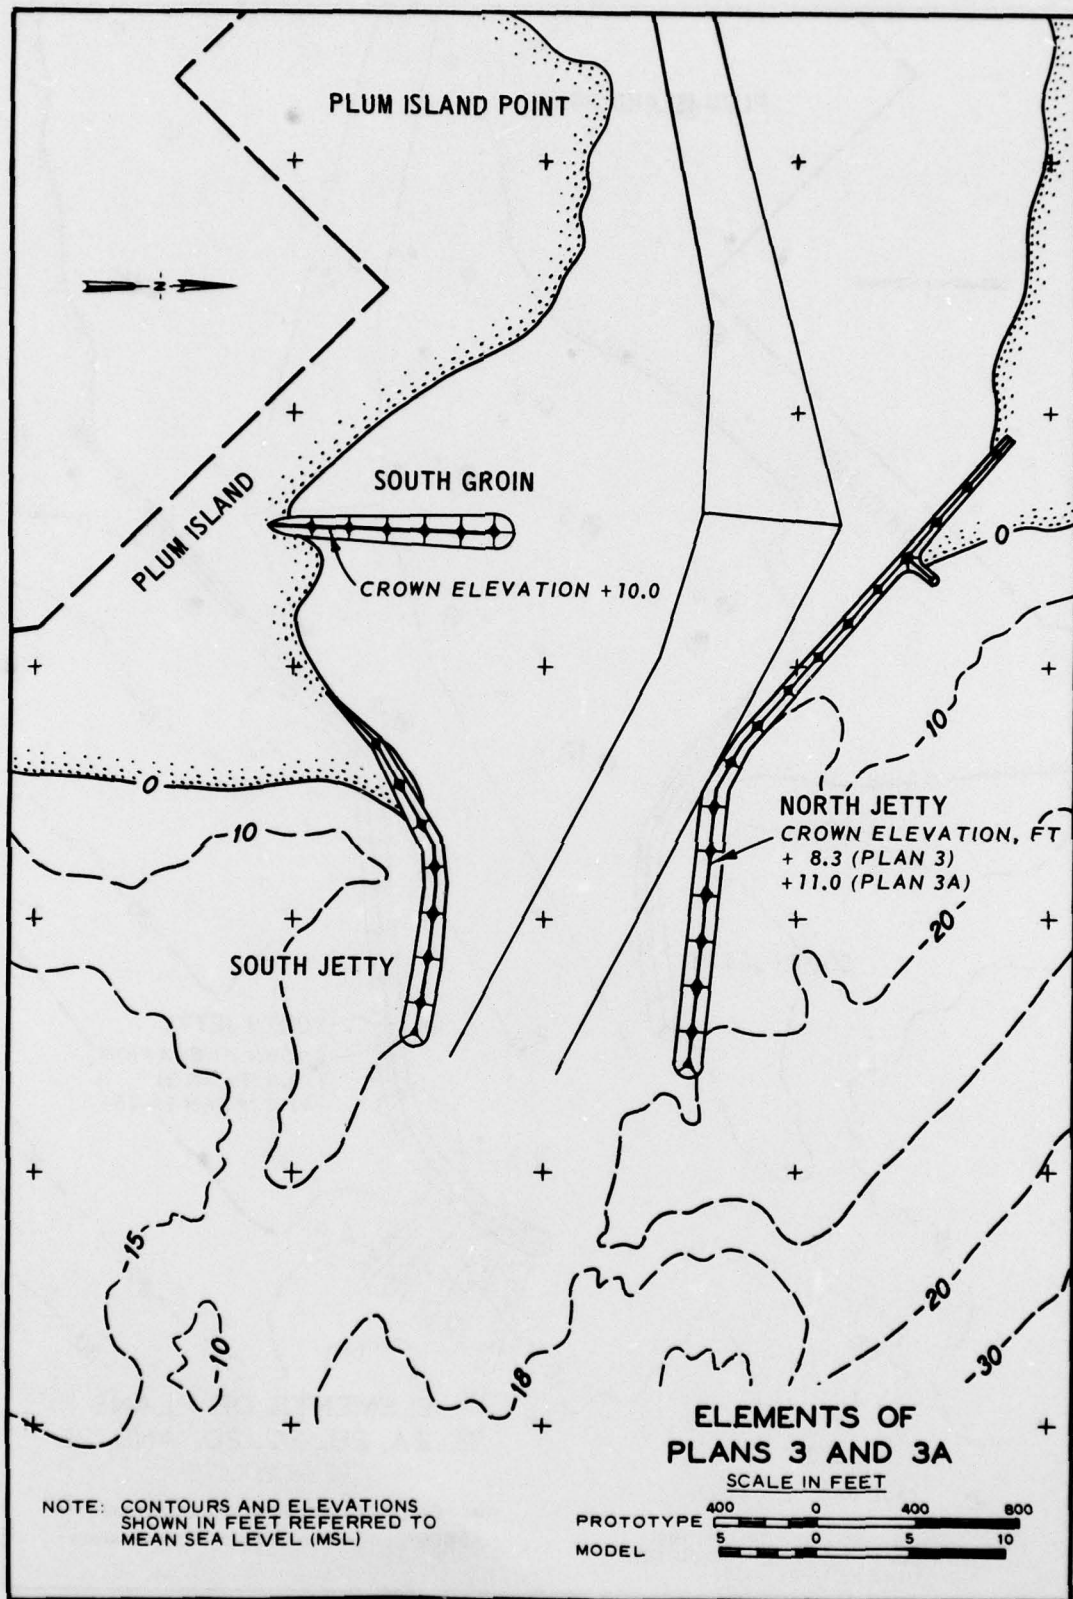 PLUM ISLAND POINT
N
SOUTH GROIN
PLUM ISLAND
CROWN ELEVATION +10.0
0
-10
0
-10
NORTH JETTY
CROWN ELEVATION, FT
+ 8.3 (PLAN 3)
+11.0 (PLAN 3A)
-20
SOUTH JETTY
-15
-10
-18
-20
-30
ELEMENTS OF
PLANS 3 AND 3A
SCALE IN FEET
400 0 400 800
PROTOTYPE
5 0 5 10
MODEL
NOTE: CONTOURS AND ELEVATIONS
SHOWN IN FEET REFERRED TO
MEAN SEA LEVEL (MSL)